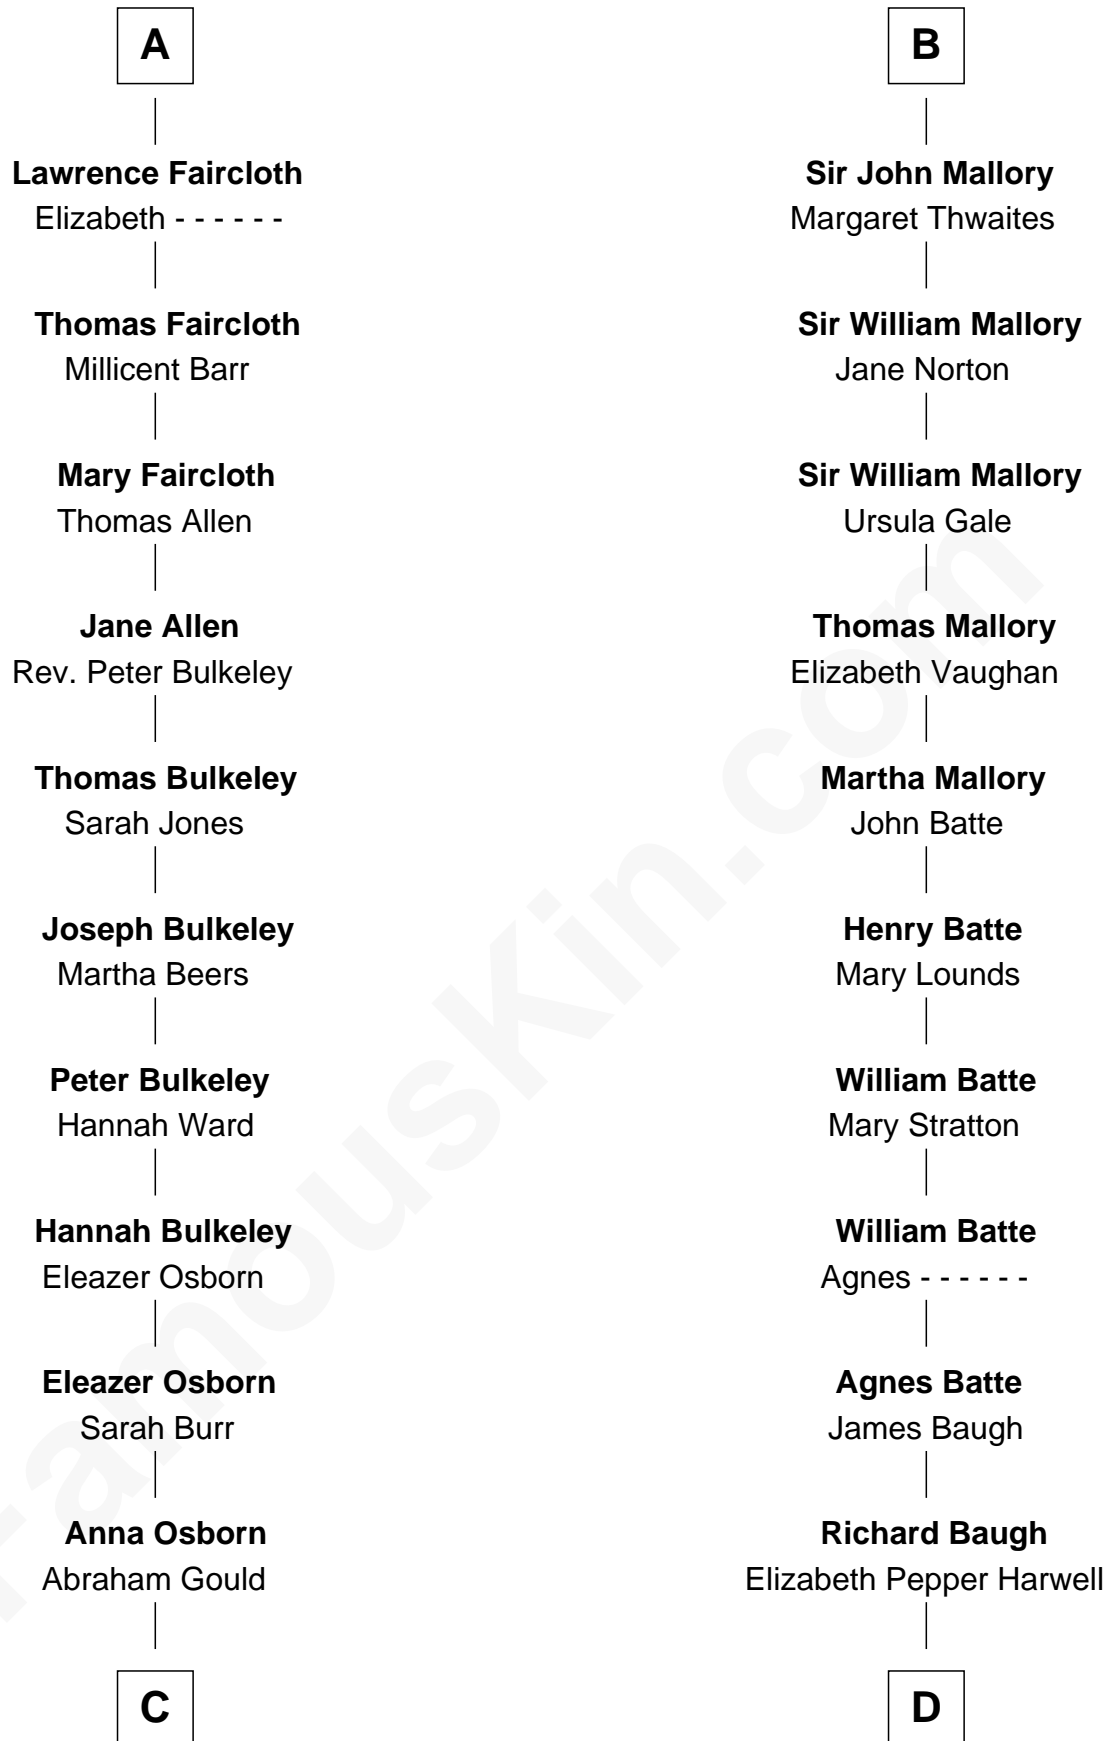 A
Lawrence Faircloth
Elizabeth - - - - - -
Thomas Faircloth
Millicent Barr
Mary Faircloth
Thomas Allen
Jane Allen
Rev. Peter Bulkeley
Thomas Bulkeley
Sarah Jones
Joseph Bulkeley
Martha Beers
Peter Bulkeley
Hannah Ward
Hannah Bulkeley
Eleazer Osborn
Eleazer Osborn
Sarah Burr
Anna Osborn
Abraham Gould
C
B
Sir John Mallory
Margaret Thwaites
Sir William Mallory
Jane Norton
Sir William Mallory
Ursula Gale
Thomas Mallory
Elizabeth Vaughan
Martha Mallory
John Batte
Henry Batte
Mary Lounds
William Batte
Mary Stratton
William Batte
Agnes - - - - - -
Agnes Batte
James Baugh
Richard Baugh
Elizabeth Pepper Harwell
D
FamousKin.com